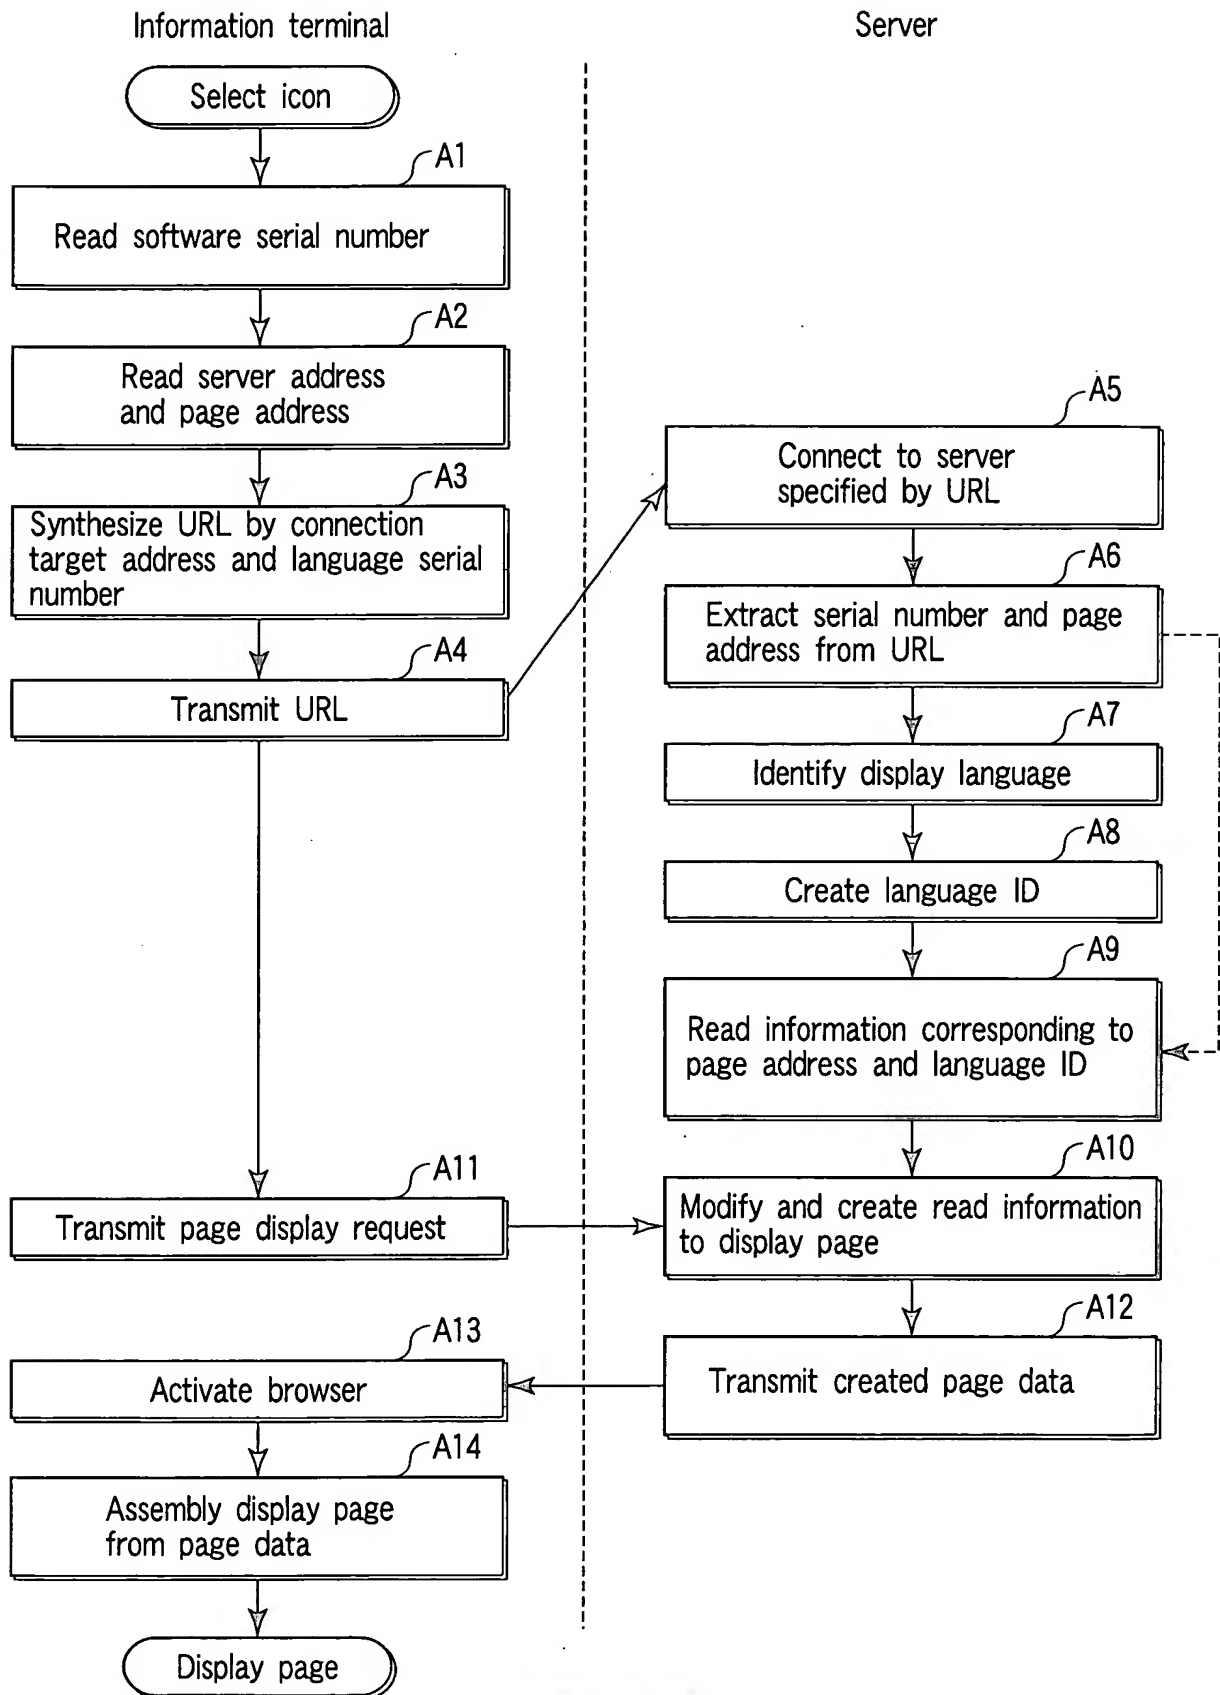 Information terminal
Server
Select icon
A1
Read software serial number
A2
Read server address
and page address
A3
Synthesize URL by connection
target address and language serial
number
A4
Transmit URL
A5
Connect to server
specified by URL
A6
Extract serial number and page
address from URL
A7
Identify display language
A8
Create language ID
A9
Read information corresponding to
page address and language ID
A11
Transmit page display request
A10
Modify and create read information
to display page
A12
Transmit created page data
A13
Activate browser
A14
Assembly display page
from page data
Display page